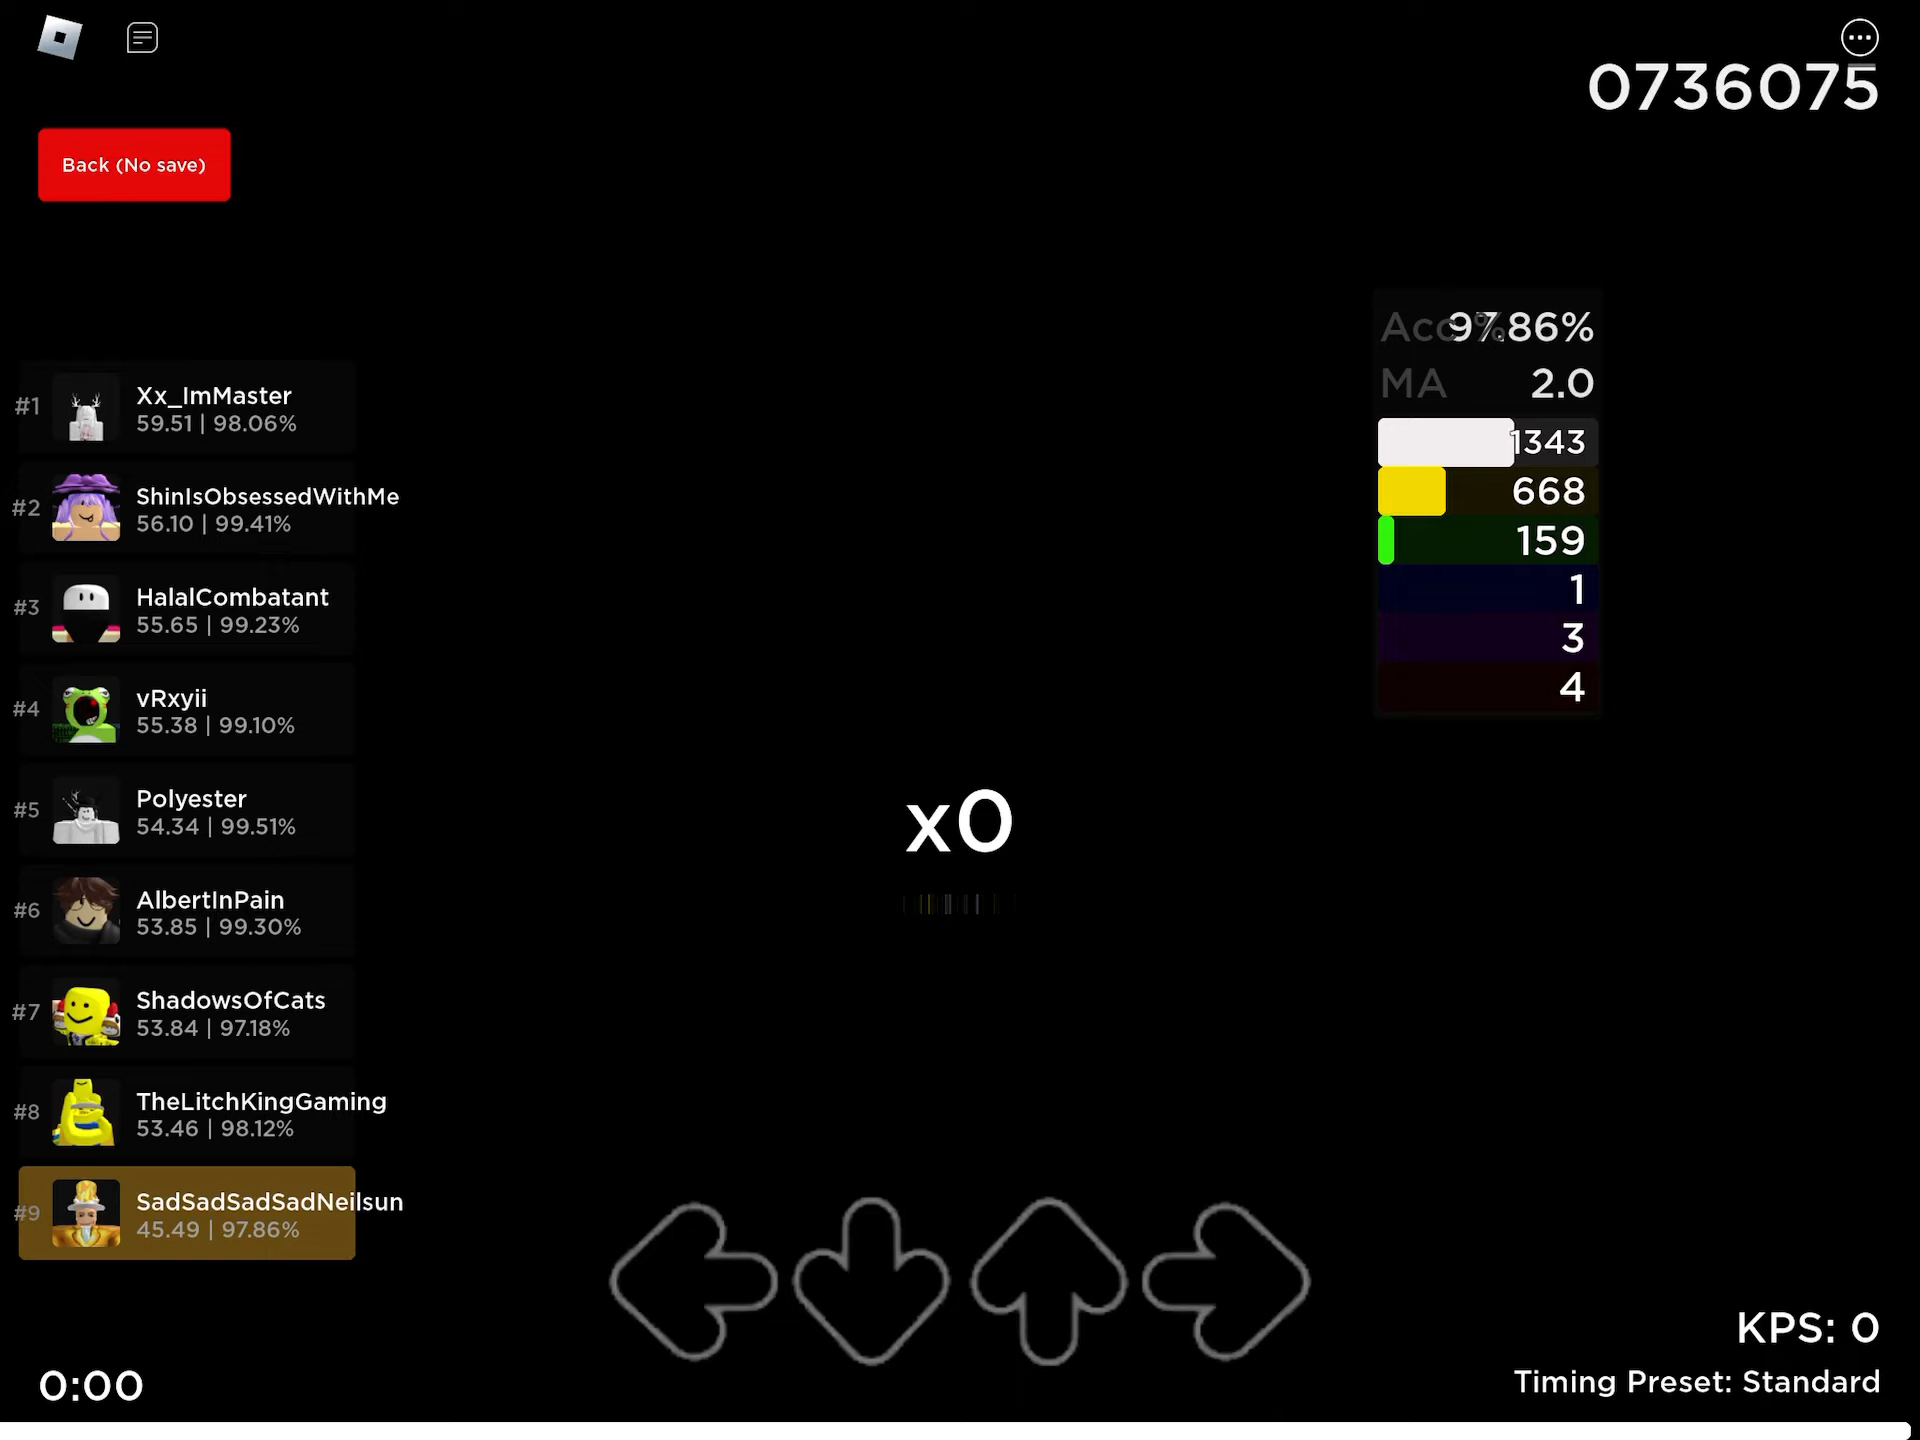 0736075
Back (No save)
Acc%
97.86%
MA
2.0
1343
668
159
1
3
4
#1
Xx_ImMaster
59.51 | 98.06%
#2
ShinIsObsessedWithMe
56.10 | 99.41%
#3
HalalCombatant
55.65 | 99.23%
#4
vRxyii
55.38 | 99.10%
#5
Polyester
54.34 | 99.51%
#6
AlbertInPain
53.85 | 99.30%
#7
ShadowsOfCats
53.84 | 97.18%
#8
TheLitchKingGaming
53.46 | 98.12%
#9
SadSadSadSadNeilsun
45.49 | 97.86%
x0
KPS: 0
0:00
Timing Preset: Standard